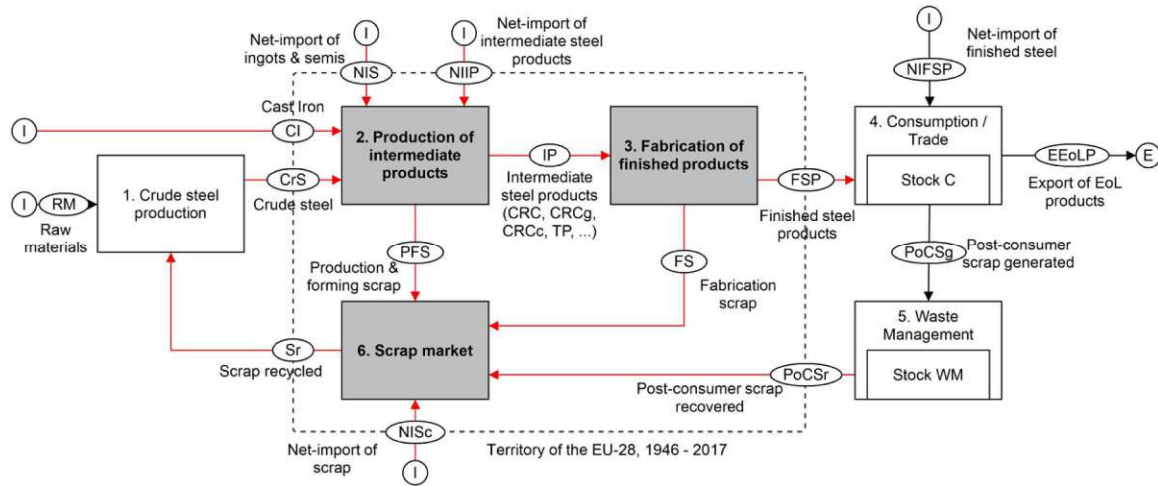 I
I
I
Net-import of
ingots & semis
Net-import of
intermediate steel
products
Net-import of
finished steel
NIS
NIIP
NIFSP
Cast Iron
I
CI
2. Production of
intermediate
products
3. Fabrication of
finished products
4. Consumption /
Trade
Stock C
IP
EEoLP
E
Export of EoL
products
1. Crude steel
production
CrS
Crude steel
Intermediate
steel products
(CRC, CRCg,
CRCc, TP, ...)
FSP
Finished steel
products
I
RM
Raw
materials
PFS
Production &
forming scrap
FS
Fabrication
scrap
PoCSg
Post-consumer
scrap generated
6. Scrap market
5. Waste
Management
Stock WM
Sr
Scrap recycled
PoCSr
Post-consumer scrap
recovered
NISc
Net-import of
scrap
I
Territory of the EU-28, 1946 - 2017